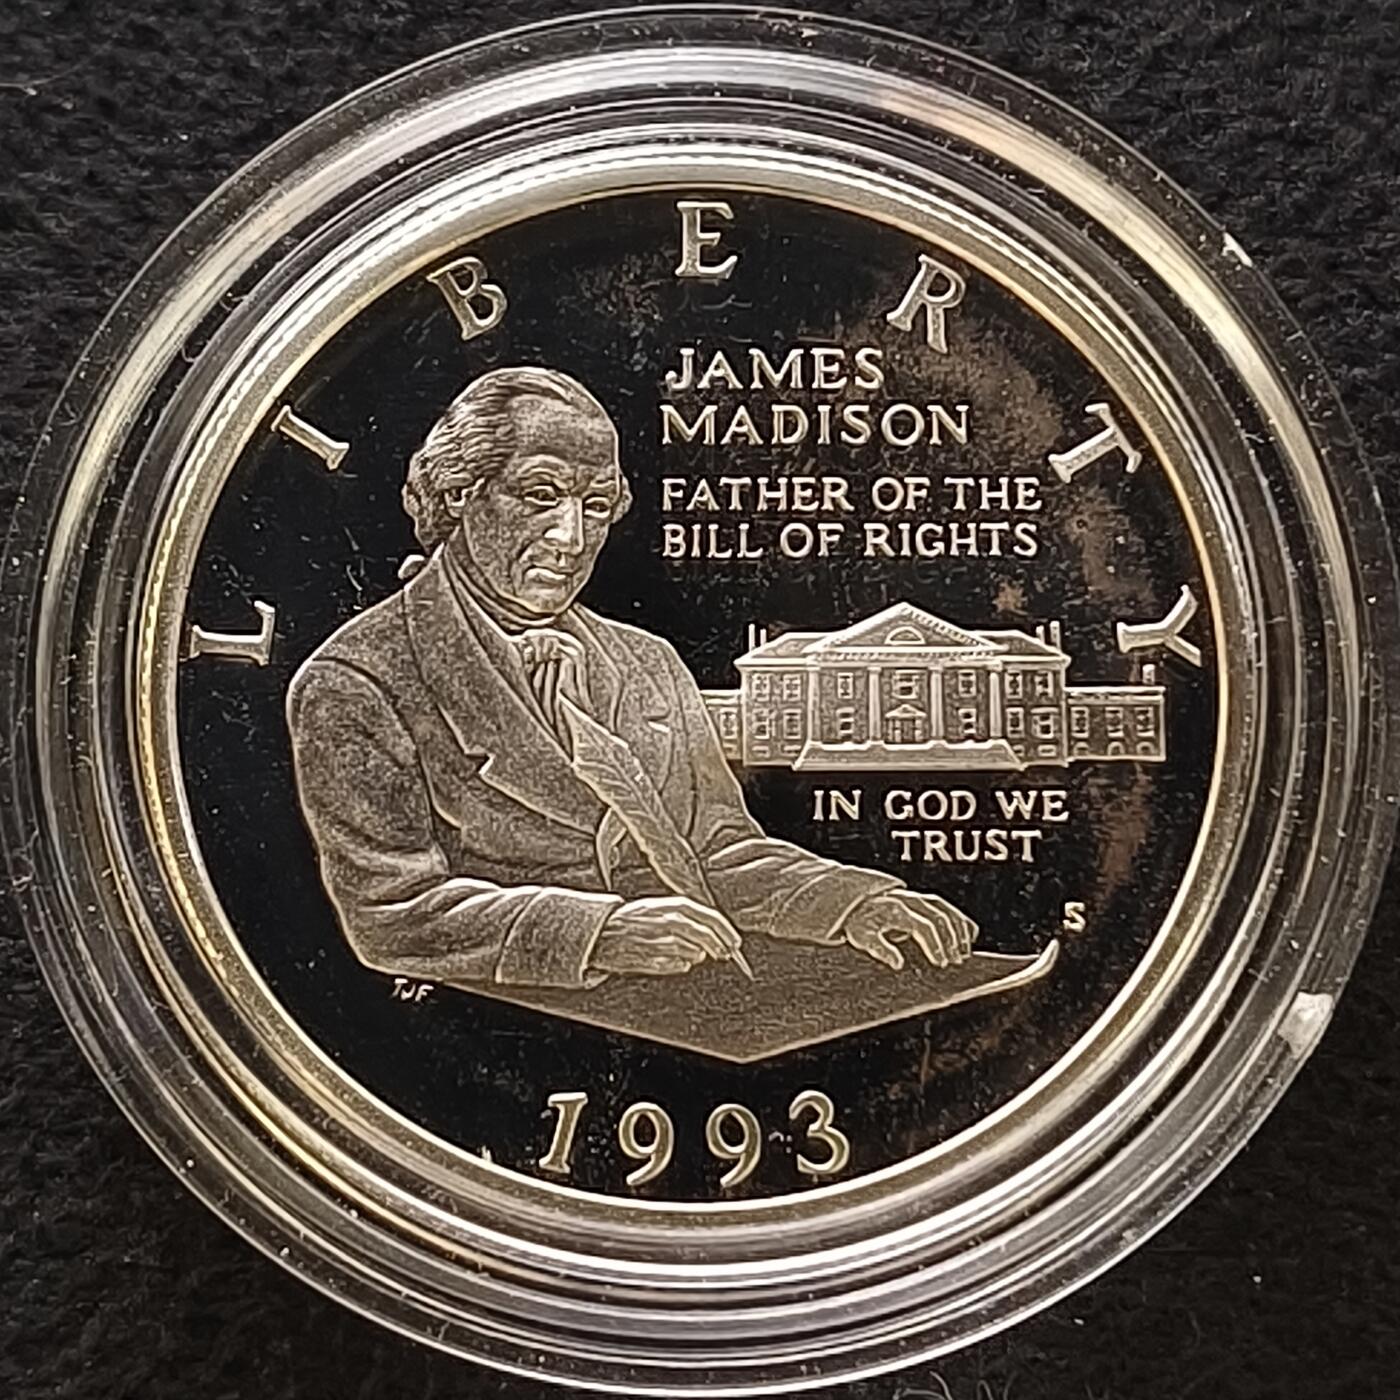 LIBERTY
JAMES
MADISON
FATHER OF THE
BILL OF RIGHTS
IN GOD WE
TRUST
S
TJF
1993